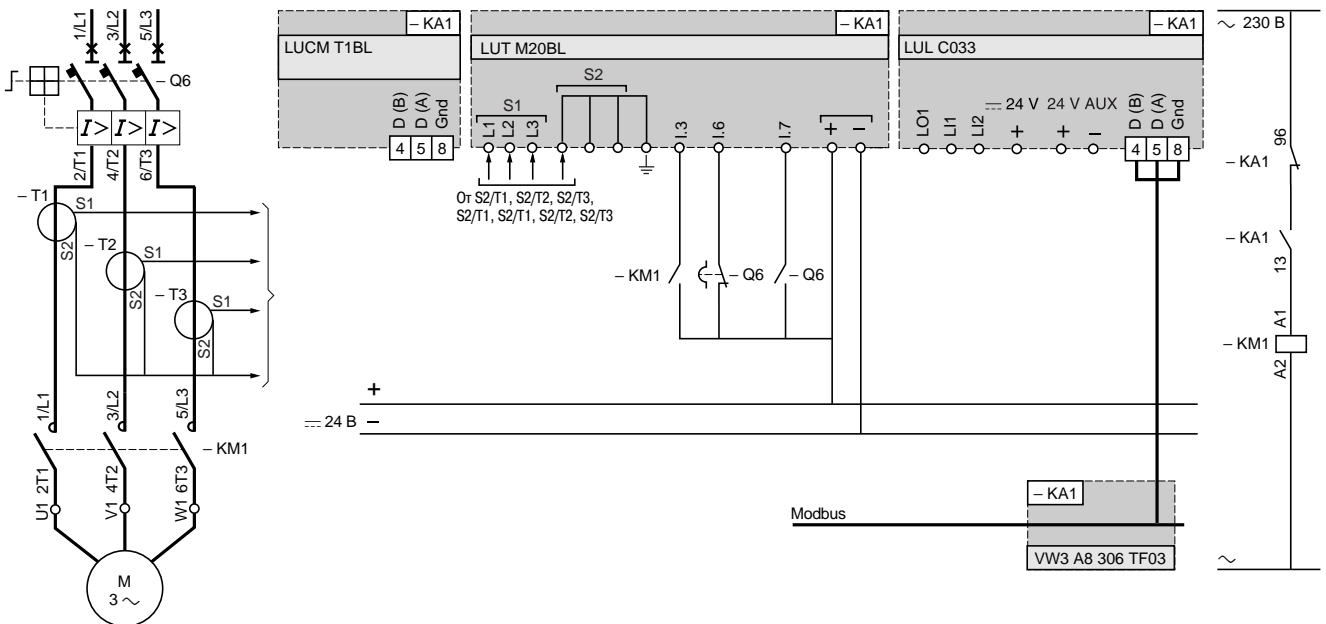 1/L1 3/L2 5/L3
– Q6
I> I> I>
2/T1 4/T2 6/T3
– T1
S1
S2
– T2
S1
S2
– T3
S1
S2
1/L1 3/L2 5/L3
– KM1
2T1 4T2 6T3
U1 V1 W1
M
3 ~
– KA1
LUCM T1BL
D (B) D (A) Gnd
4 5 8
– KA1
LUT M20BL
S2
S1
L1 L2 L3 I.3 I.6 I.7 + –
От S2/T1, S2/T2, S2/T3,
S2/T1, S2/T1, S2/T2, S2/T3
– KM1 – Q6 – Q6
– KA1
LUL C033
24 V 24 V AUX
LO1 LI1 LI2 + + – D (B) D (A) Gnd
4 5 8
+
24 В –
– KA1
Modbus
VW3 A8 306 TF03
~ 230 В
96
– KA1
– KA1
13
A1
– KM1
A2
~